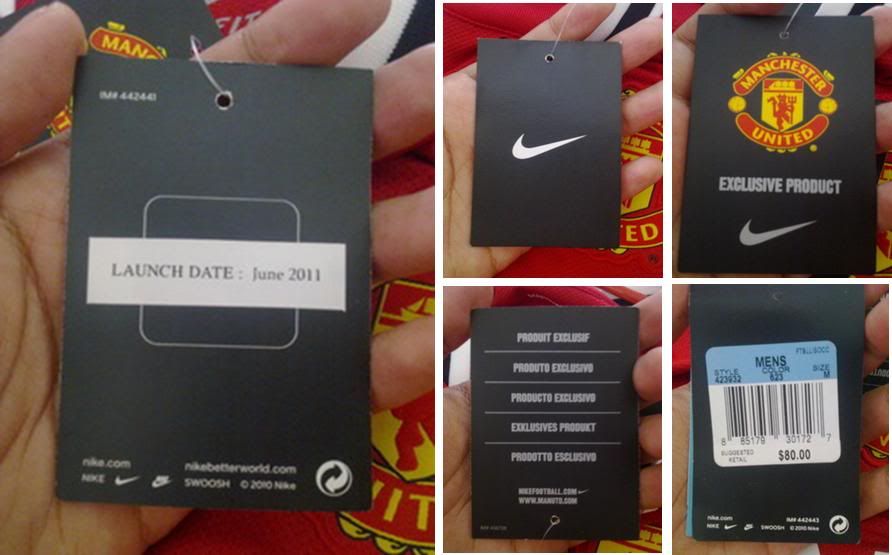 MAN
IM# 442441
LAUNCH DATE : June 2011
nike.com
nikebetterworld.com
NIKE
SWOOSH © 2010 Nike
MANCHESTER
UNITED
EXCLUSIVE PRODUCT
PRODUIT EXCLUSIF
PRODUTO EXCLUSIVO
PRODUCTO EXCLUSIVO
EXKLUSIVES PRODUKT
PRODOTTO ESCLUSIVO
NIKEFOOTBALL.COM
WWW.MANUTD.COM
FTBLL/SOCC
MENS
STYLE COLOR SIZE
423932 623 M
8 85179 30172 7
SUGGESTED
RETAIL
$80.00
nike.com
IM# 442443
NIKE
SWOOSH © 2010 Nike